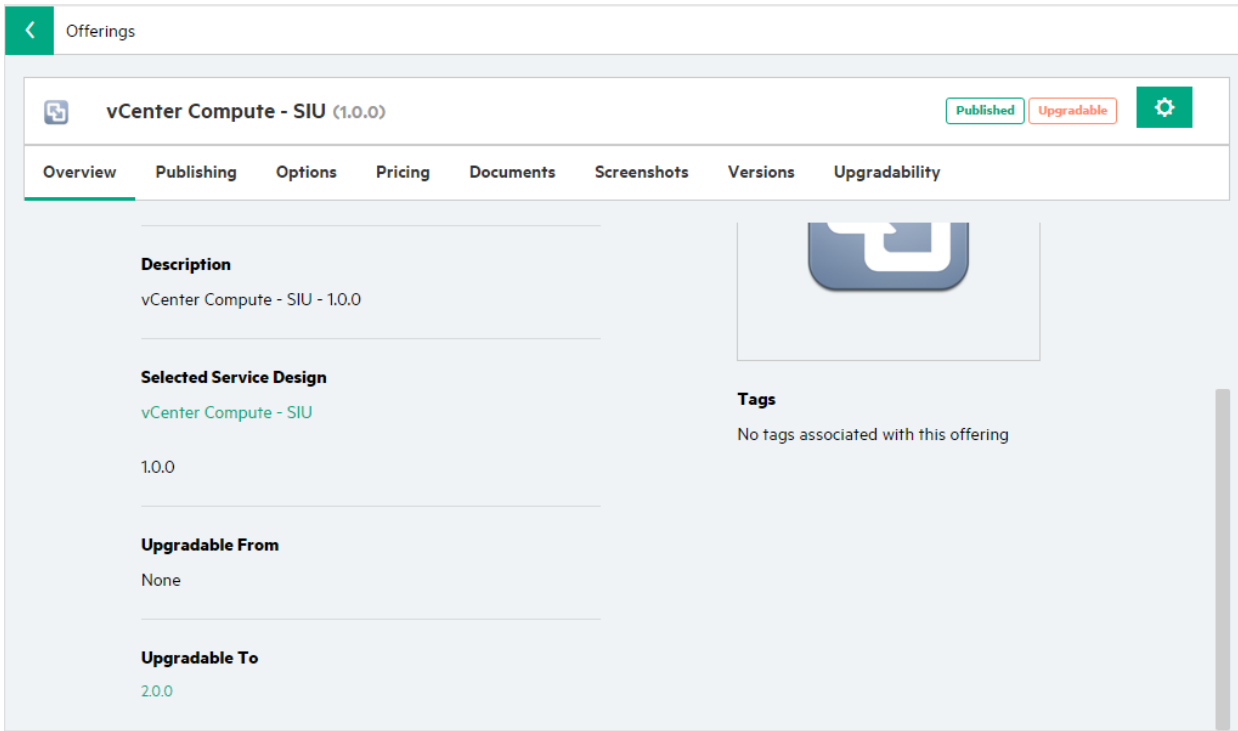 Offerings
vCenter Compute - SIU (1.0.0)
Published
Upgradable
Overview
Publishing
Options
Pricing
Documents
Screenshots
Versions
Upgradability
Description
vCenter Compute - SIU - 1.0.0
Selected Service Design
vCenter Compute - SIU
1.0.0
Upgradable From
None
Upgradable To
2.0.0
Tags
No tags associated with this offering